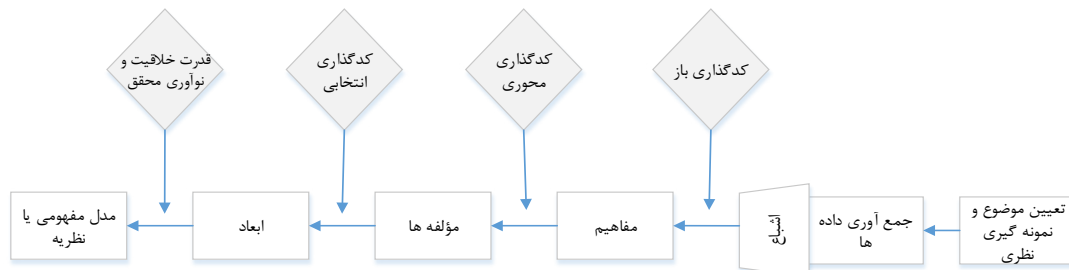 کدگذاری باز
کدگذاری
محوری
کدگذاری
انتخابی
قدرت خلاقیت و
نوآوری محقق
تعیین موضوع و
نمونه گیری
نظری
جمع آوری داده
ها
اشباع
مفاهیم
مؤلفه ها
ابعاد
مدل مفهومی یا
نظریه